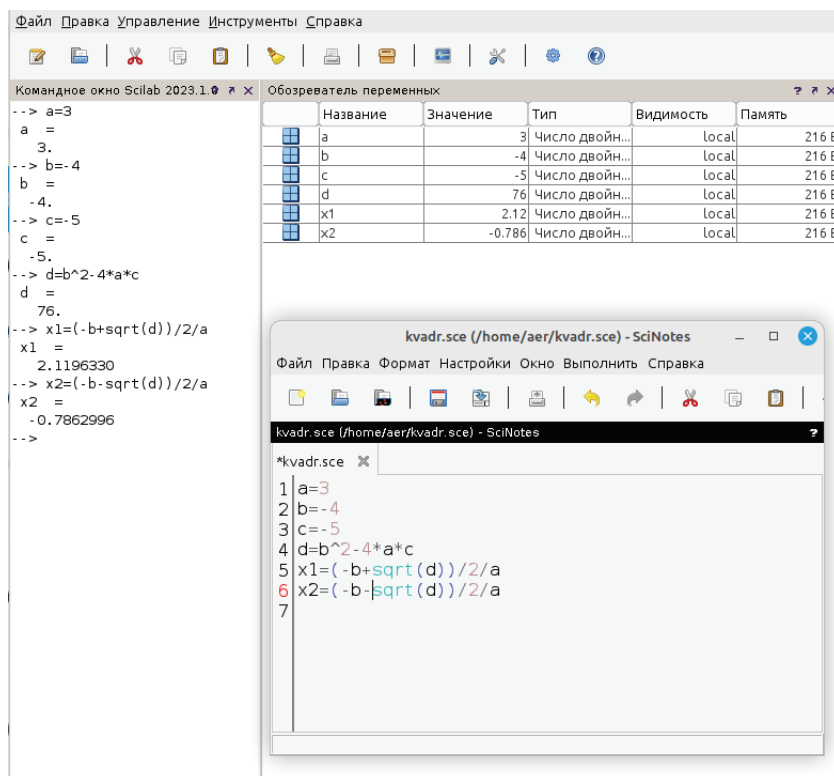 Файл Правка Управление Инструменты Справка
Командное окно Scilab 2023.1.
--> a=3
a =
3.
--> b=-4
b =
-4.
--> c=-5
c =
-5.
--> d=b^2-4*a*c
d =
76.
--> x1=(-b+sqrt(d))/2/a
x1 =
2.1196330
--> x2=(-b-sqrt(d))/2/a
x2 =
-0.7862996
-->
Обозреватель переменных
Название Значение Тип Видимость Память
a 3 Число двойн... local 216 B
b -4 Число двойн... local 216 B
c -5 Число двойн... local 216 B
d 76 Число двойн... local 216 B
x1 2.12 Число двойн... local 216 B
x2 -0.786 Число двойн... local 216 B
kvadr.sce (/home/aer/kvadr.sce) - SciNotes
Файл Правка Формат Настройки Окно Выполнить Справка
kvadr.sce (/home/aer/kvadr.sce) - SciNotes ?
*kvadr.sce
1 a=3
2 b=-4
3 c=-5
4 d=b^2-4*a*c
5 x1=(-b+sqrt(d))/2/a
6 x2=(-b-sqrt(d))/2/a
7